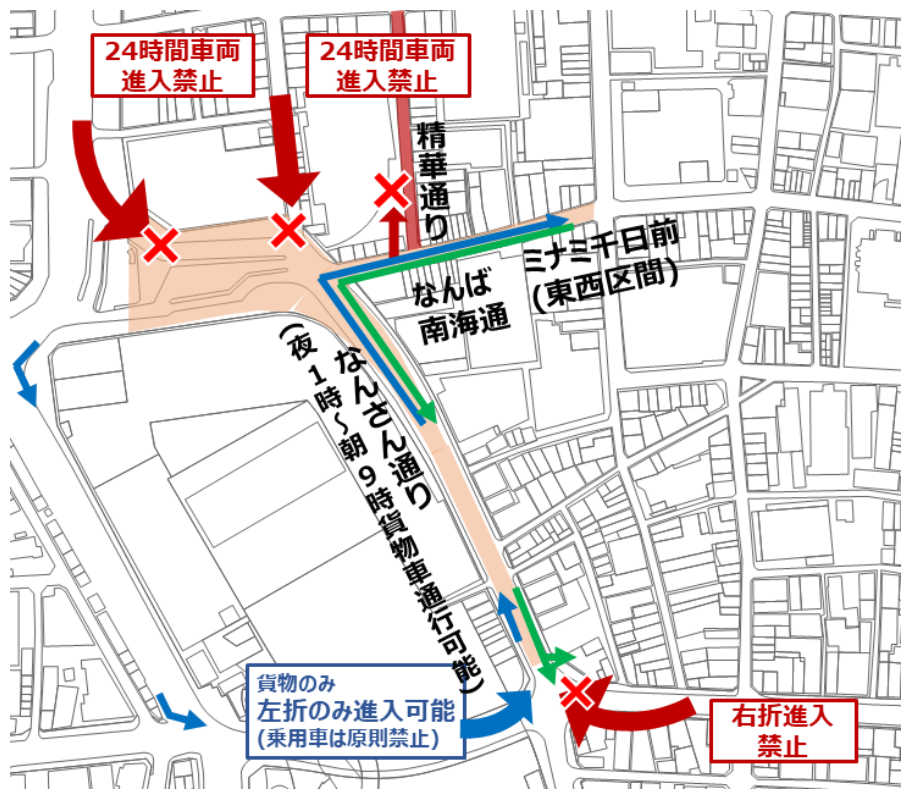 24時間車両
進入禁止
24時間車両
進入禁止
精華通り
ミナミ千日前
(東西区間)
なんば
南海通
なんさん通り
(夜1時～朝9時貨物車通行可能)
貨物のみ
左折のみ進入可能
(乗用車は原則禁止)
右折進入
禁止